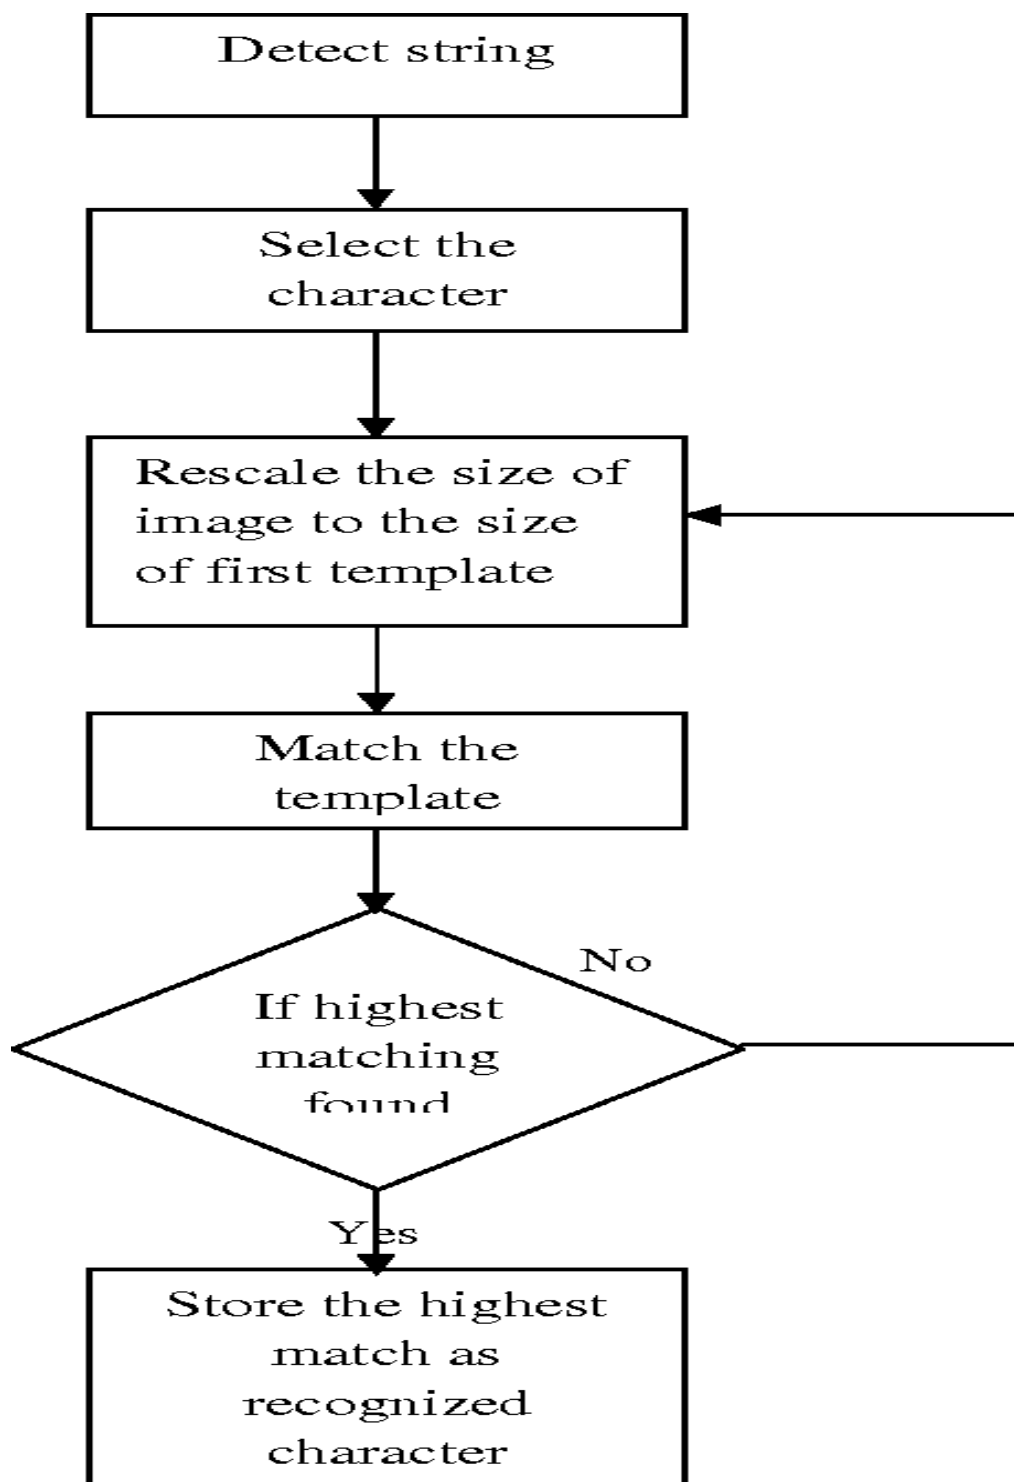 Detect string
Select the
character
Rescale the size of
image to the size
of first template
Match the
template
No
If highest
matching
found
Yes
Store the highest
match as
recognized
character